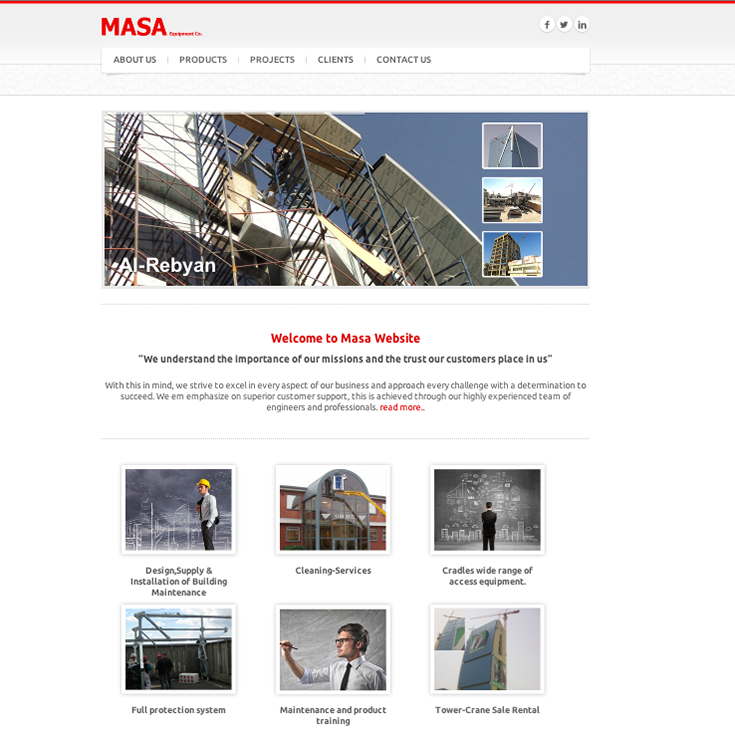 MASA Equipment Co.
ABOUT US
PRODUCTS
PROJECTS
CLIENTS
CONTACT US
Al-Rebyan
Welcome to Masa Website
"We understand the importance of our missions and the trust our customers place in us"
With this in mind, we strive to excel in every aspect of our business and approach every challenge with a determination to
succeed. We em emphasize on superior customer support, this is achieved through our highly experienced team of
engineers and professionals. read more..
Design,Supply &
Installation of Building
Maintenance
Cleaning-Services
Cradles wide range of
access equipment.
Full protection system
Maintenance and product
training
Tower-Crane Sale Rental